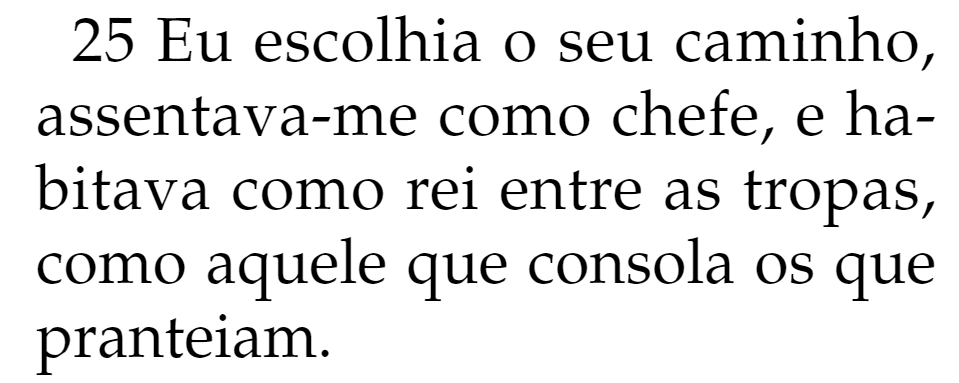 25 Eu escolhia o seu caminho,
assentava-me como chefe, e ha-
bitava como rei entre as tropas,
como aquele que consola os que
pranteiam.